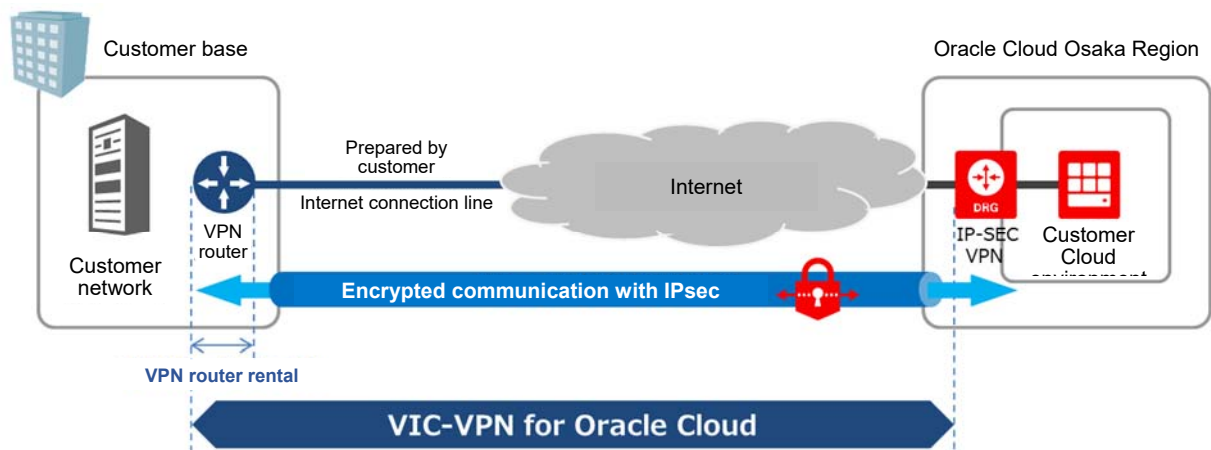 Customer base
Oracle Cloud Osaka Region
Prepared by
customer
Internet connection line
Internet
VPN
router
Customer
network
DRG
IP-SEC
VPN
Customer
Cloud
environment
Encrypted communication with IPsec
VPN router rental
VIC-VPN for Oracle Cloud